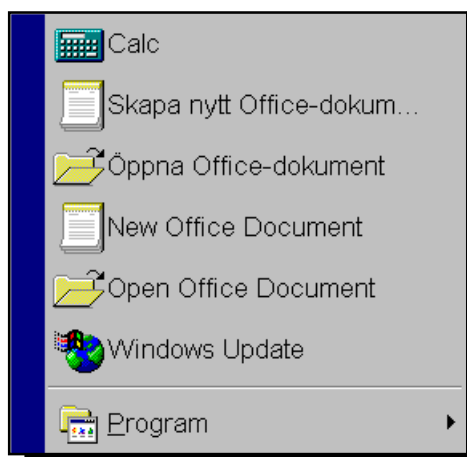 Calc
Skapa nytt Office-dokum...
Öppna Office-dokument
New Office Document
Open Office Document
Windows Update
Program